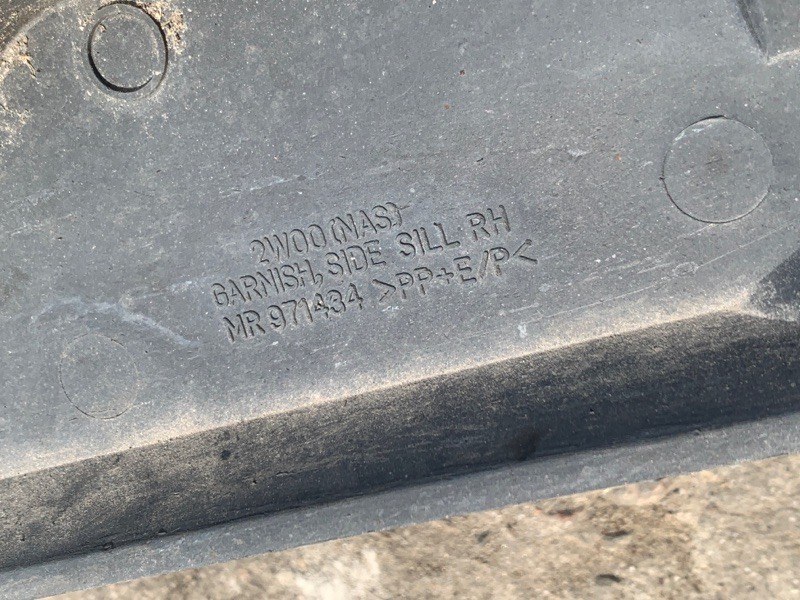 2W00(NAS)
GARNISH, SIDE SILL RH
MR971434 >PP+E/P<